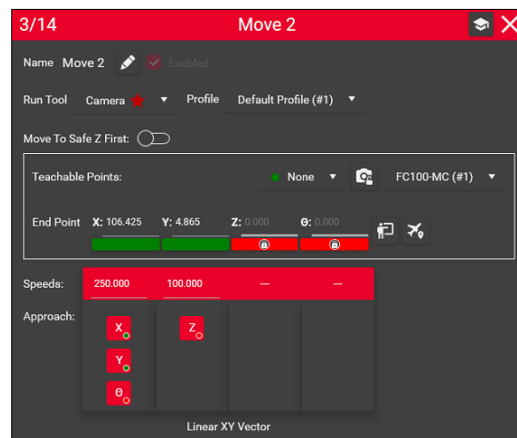 3/14 Move 2
Name Move 2 Enabled
Run Tool Camera Profile Default Profile (#1)
Move To Safe Z First:
Teachable Points: None FC100-MC (#1)
End Point X: 106.425 Y: 4.865 Z: 0.000 θ: 0.000
Speeds: 250.000 100.000 --- ---
Approach: X Z
Y
θ
Linear XY Vector